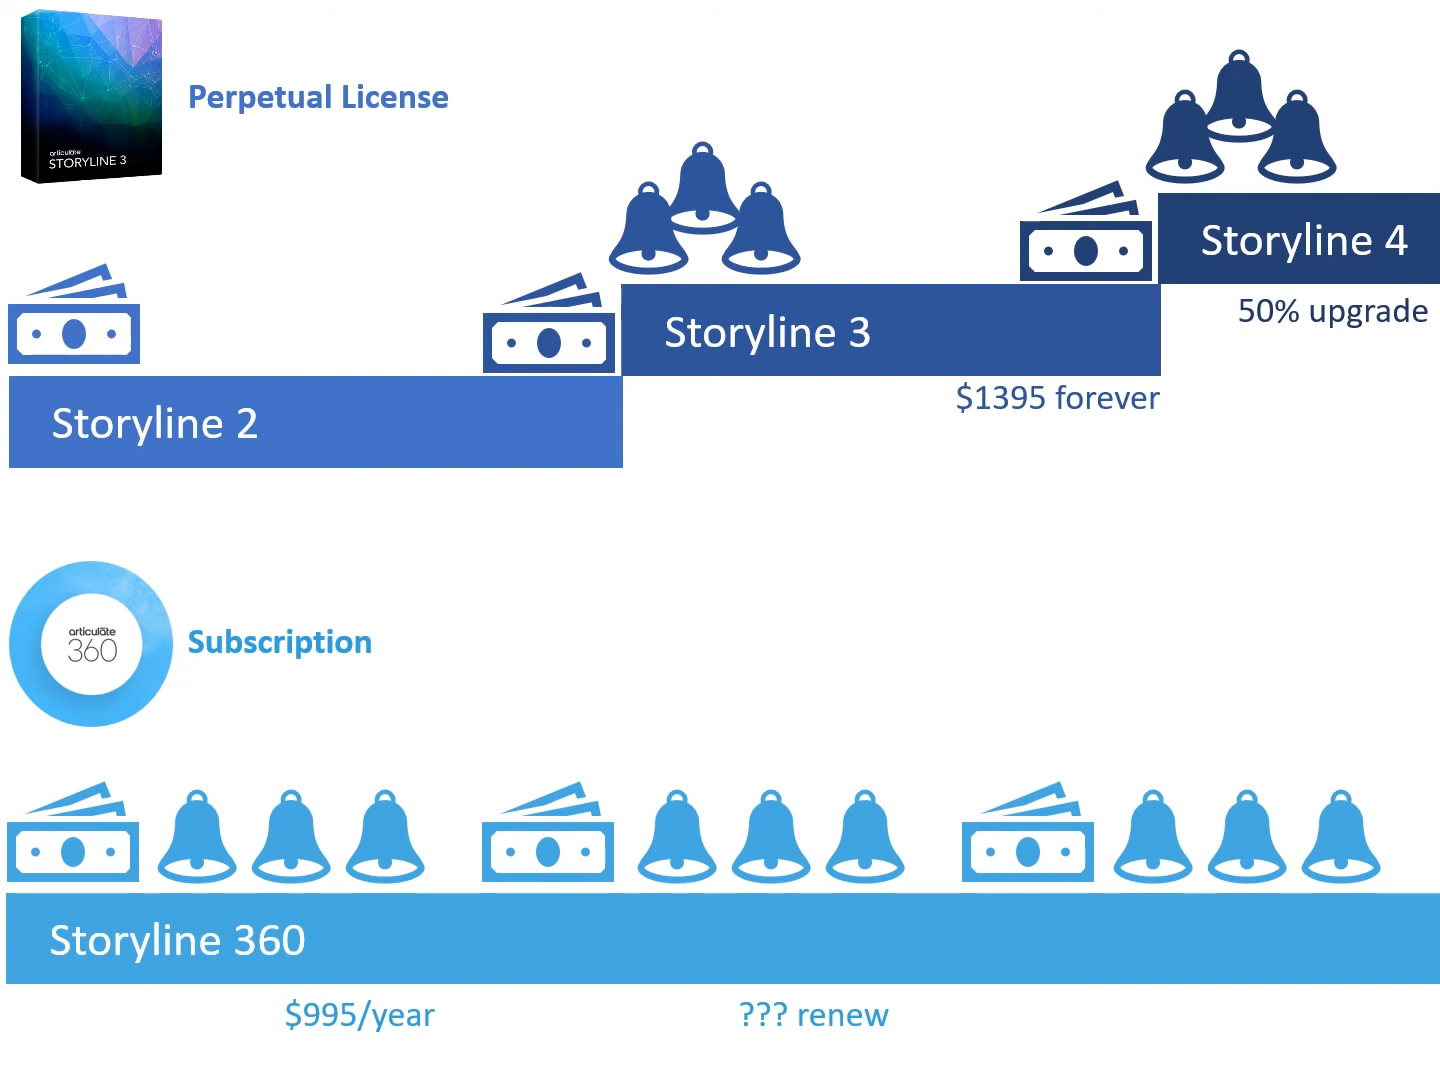 Perpetual License
articulate
STORYLINE 3
Storyline 4
50% upgrade
Storyline 3
$1395 forever
Storyline 2
articulate
360
Subscription
Storyline 360
$995/year
??? renew